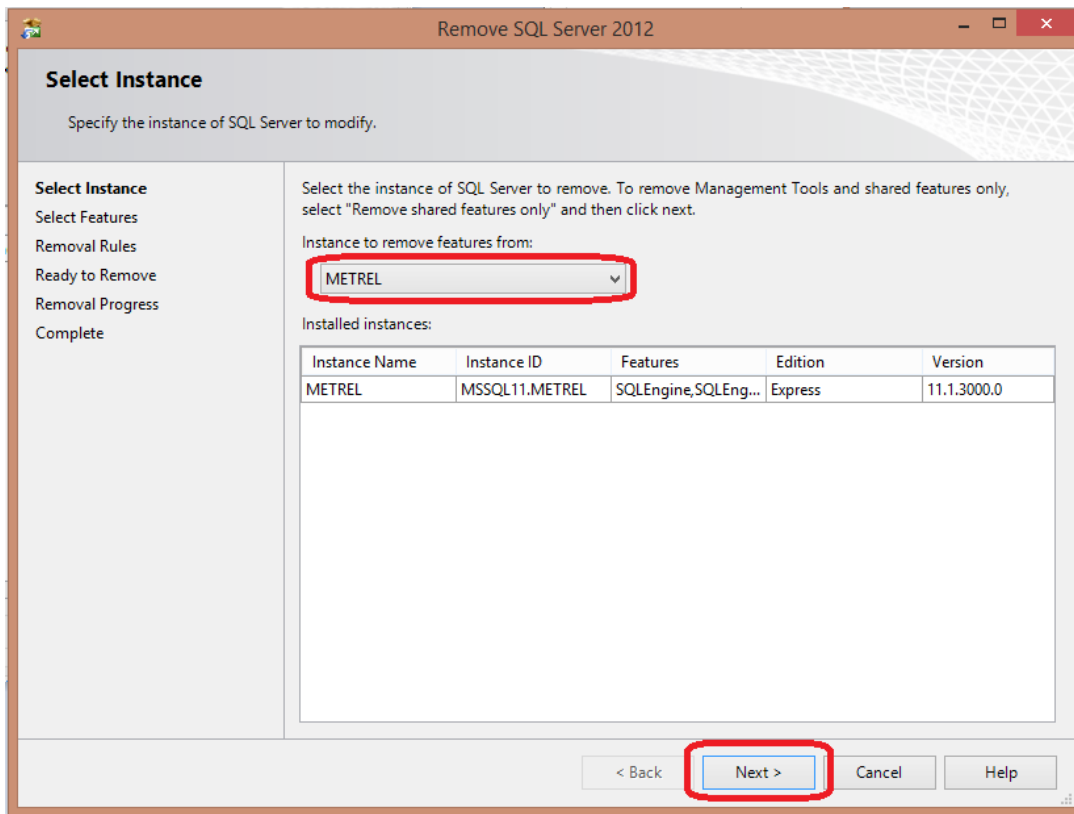 Remove SQL Server 2012
Select Instance
Specify the instance of SQL Server to modify.
Select Instance
Select Features
Removal Rules
Ready to Remove
Removal Progress
Complete
Select the instance of SQL Server to remove. To remove Management Tools and shared features only,
select "Remove shared features only" and then click next.
Instance to remove features from:
METREL
Installed instances:
Instance Name Instance ID Features Edition Version
METREL MSSQL11.METREL SQLEngine,SQLEng... Express 11.1.3000.0
< Back Next > Cancel Help